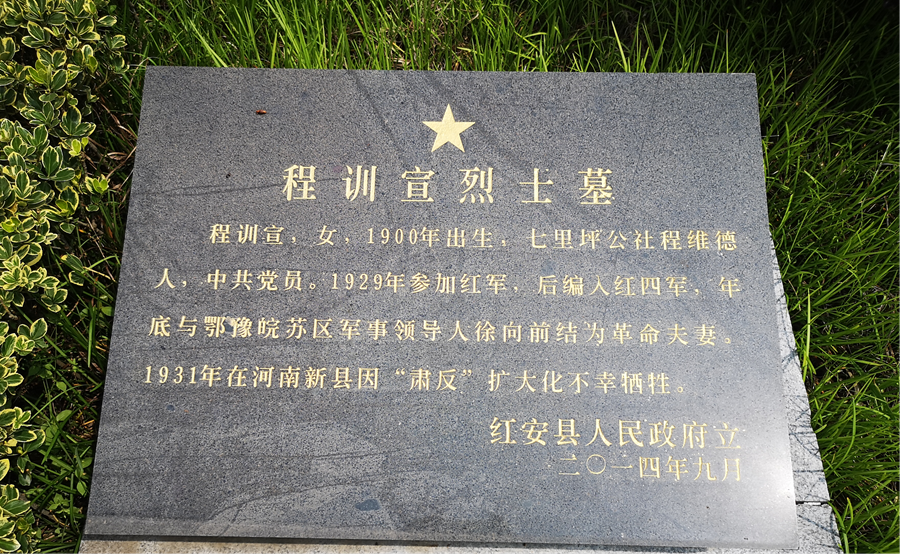 程训宣烈士墓
程训宣，女，1900年出生，七里坪公社程维德
人，中共党员。1929年参加红军，后编入红四军，年
底与鄂豫皖苏区军事领导人徐向前结为革命夫妻。
1931年在河南新县因“肃反”扩大化不幸牺牲。
红安县人民政府立
二〇一四年九月